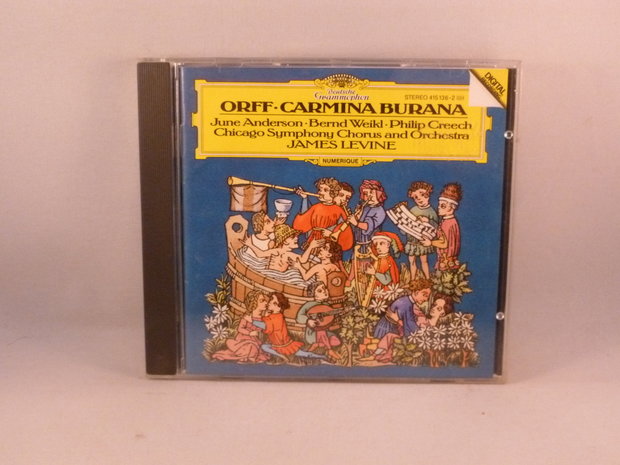 Deutsche
Grammophon
STEREO 415 136-2 GH
DIGITAL
ORFF · CARMINA BURANA
June Anderson · Bernd Weikl · Philip Creech
Chicago Symphony Chorus and Orchestra
JAMES LEVINE
NUMERIQUE